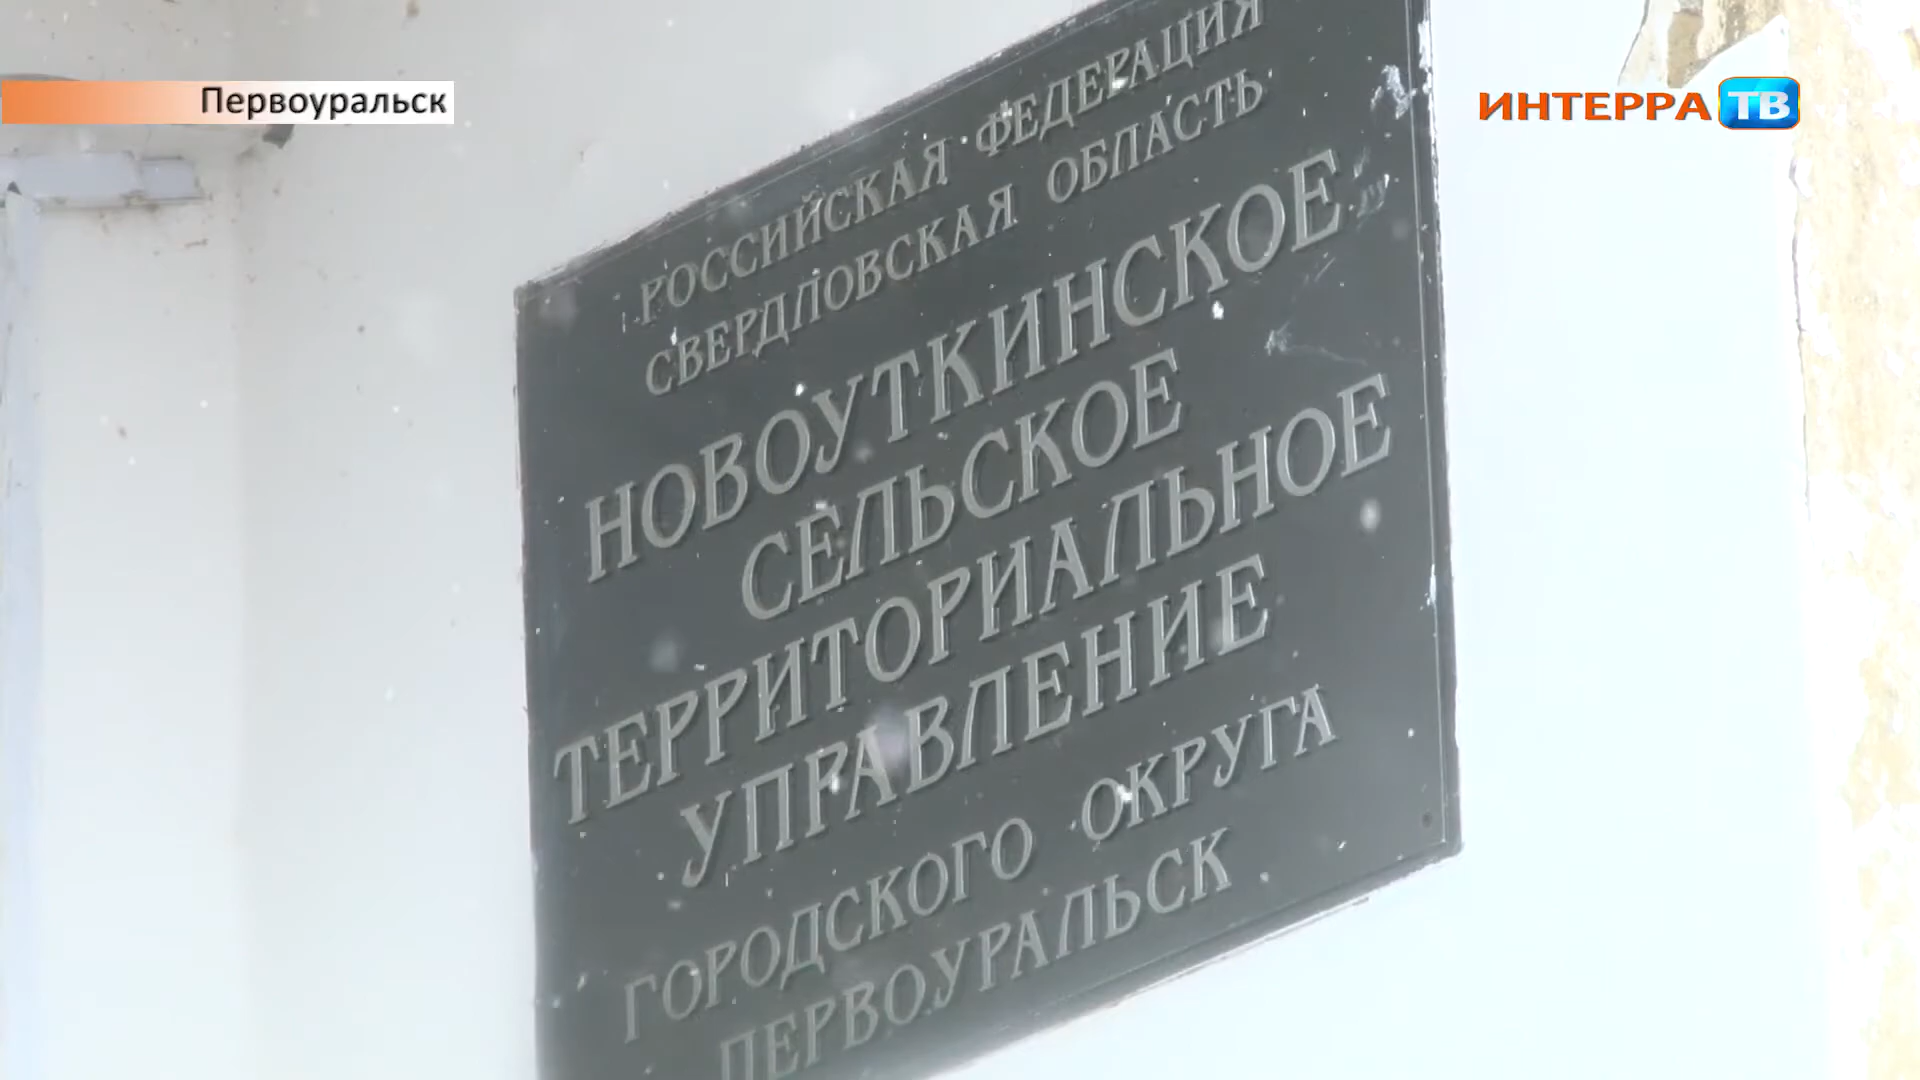 Первоуральск
ИНТЕРРА ТВ
РОССИЙСКАЯ ФЕДЕРАЦИЯ
СВЕРДЛОВСКАЯ ОБЛАСТЬ
НОВОУТКИНСКОЕ
СЕЛЬСКОЕ
ТЕРРИТОРИАЛЬНОЕ
УПРАВЛЕНИЕ
ГОРОДСКОГО ОКРУГА
ПЕРВОУРАЛЬСК